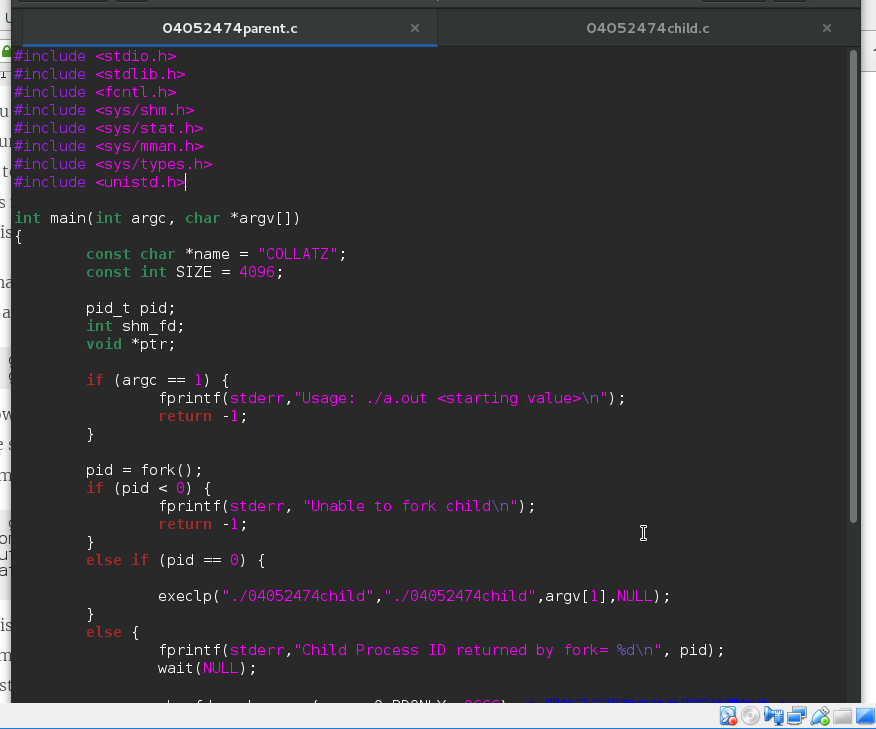 04052474parent.c × 04052474child.c ×
#include <stdio.h>
#include <stdlib.h>
#include <fcntl.h>
#include <sys/shm.h>
#include <sys/stat.h>
#include <sys/mman.h>
#include <sys/types.h>
#include <unistd.h>
int main(int argc, char *argv[])
{
const char *name = "COLLATZ";
const int SIZE = 4096;
pid_t pid;
int shm_fd;
void *ptr;
if (argc == 1) {
fprintf(stderr,"Usage: ./a.out <starting value>\n");
return -1;
}
pid = fork();
if (pid < 0) {
fprintf(stderr, "Unable to fork child\n");
return -1;
}
else if (pid == 0) {
execlp("./04052474child","./04052474child",argv[1],NULL);
}
else {
fprintf(stderr,"Child Process ID returned by fork= %d\n", pid);
wait(NULL);